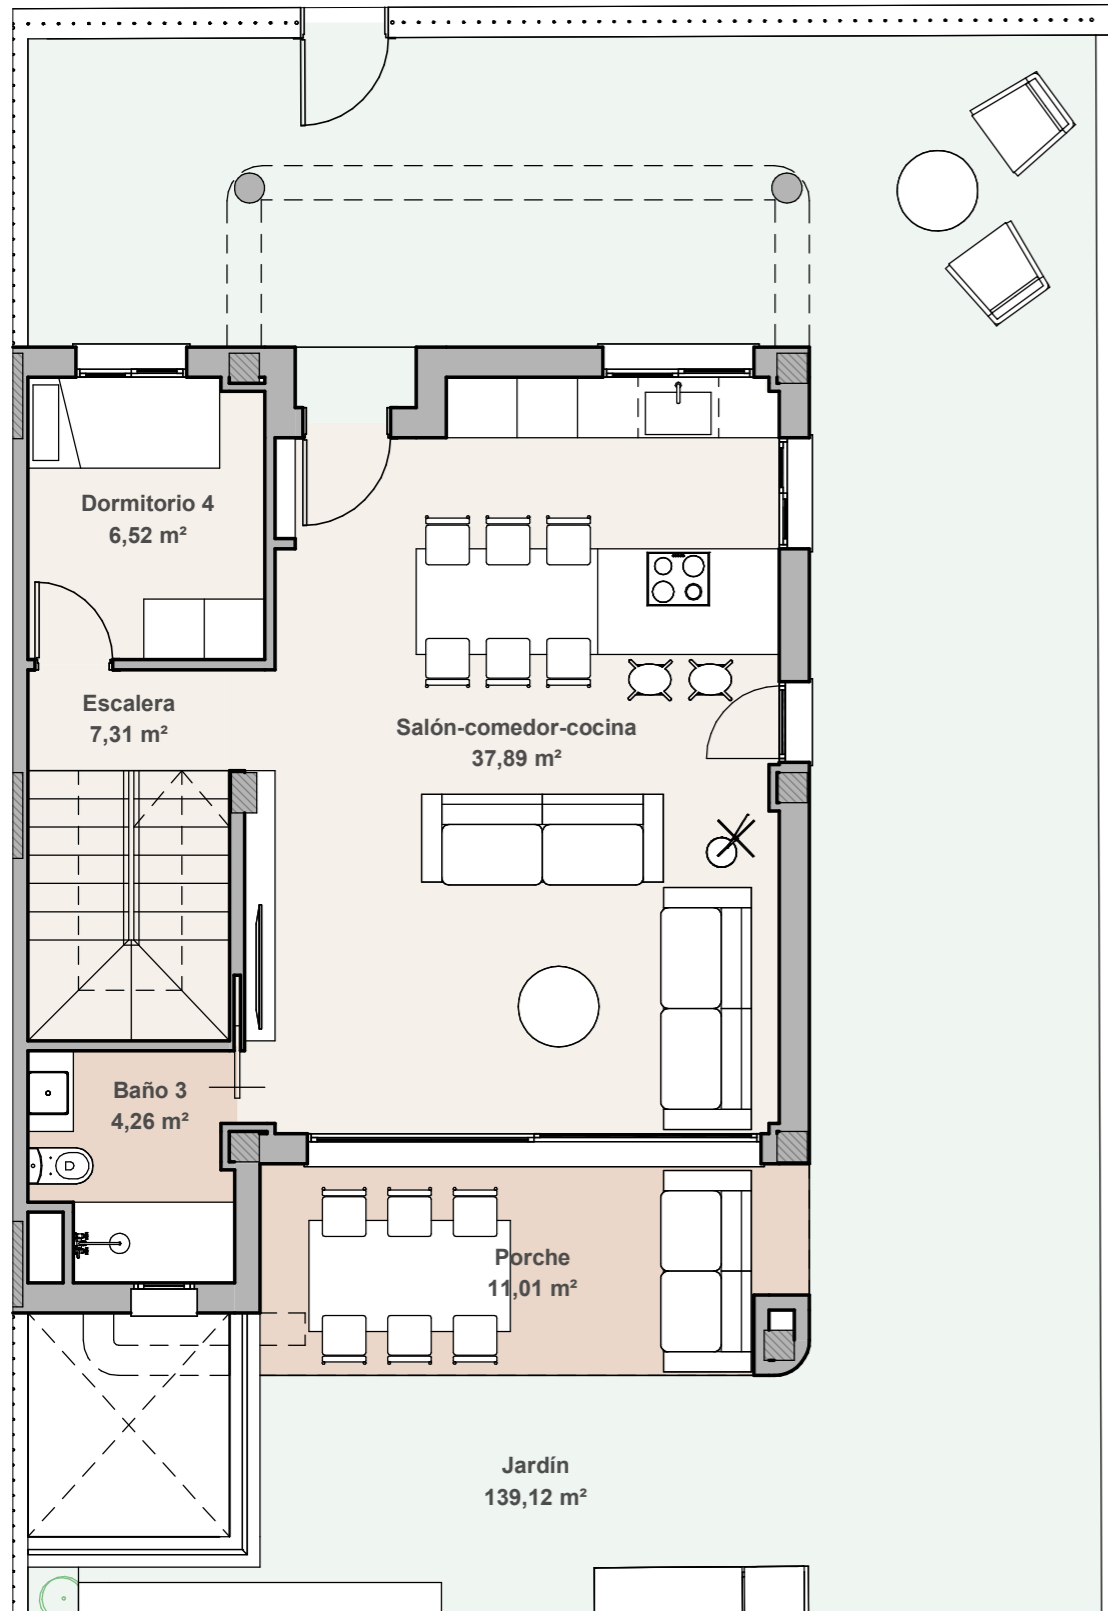 Dormitorio 4
6,52 m²
Escalera
7,31 m²
Salón-comedor-cocina
37,89 m²
Baño 3
4,26 m²
Porche
11,01 m²
Jardín
139,12 m²